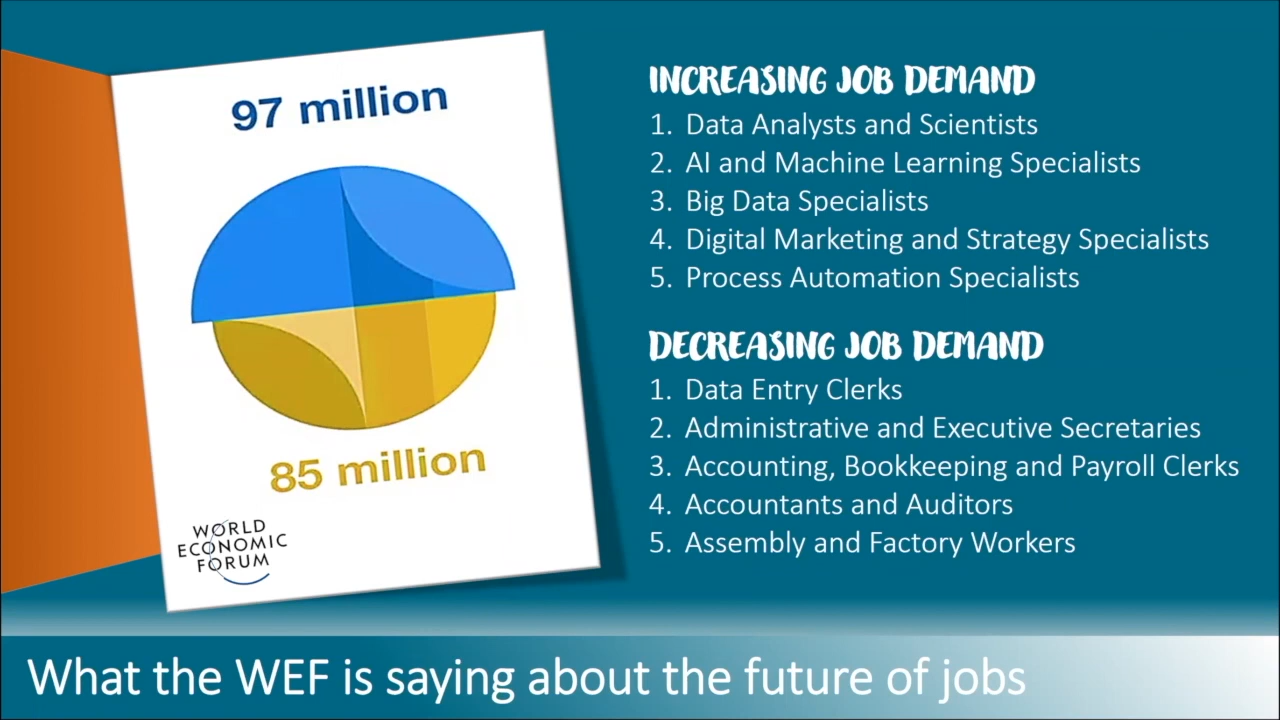 97 million
85 million
WORLD
ECONOMIC
FORUM
INCREASING JOB DEMAND
1. Data Analysts and Scientists
2. AI and Machine Learning Specialists
3. Big Data Specialists
4. Digital Marketing and Strategy Specialists
5. Process Automation Specialists
DECREASING JOB DEMAND
1. Data Entry Clerks
2. Administrative and Executive Secretaries
3. Accounting, Bookkeeping and Payroll Clerks
4. Accountants and Auditors
5. Assembly and Factory Workers
What the WEF is saying about the future of jobs